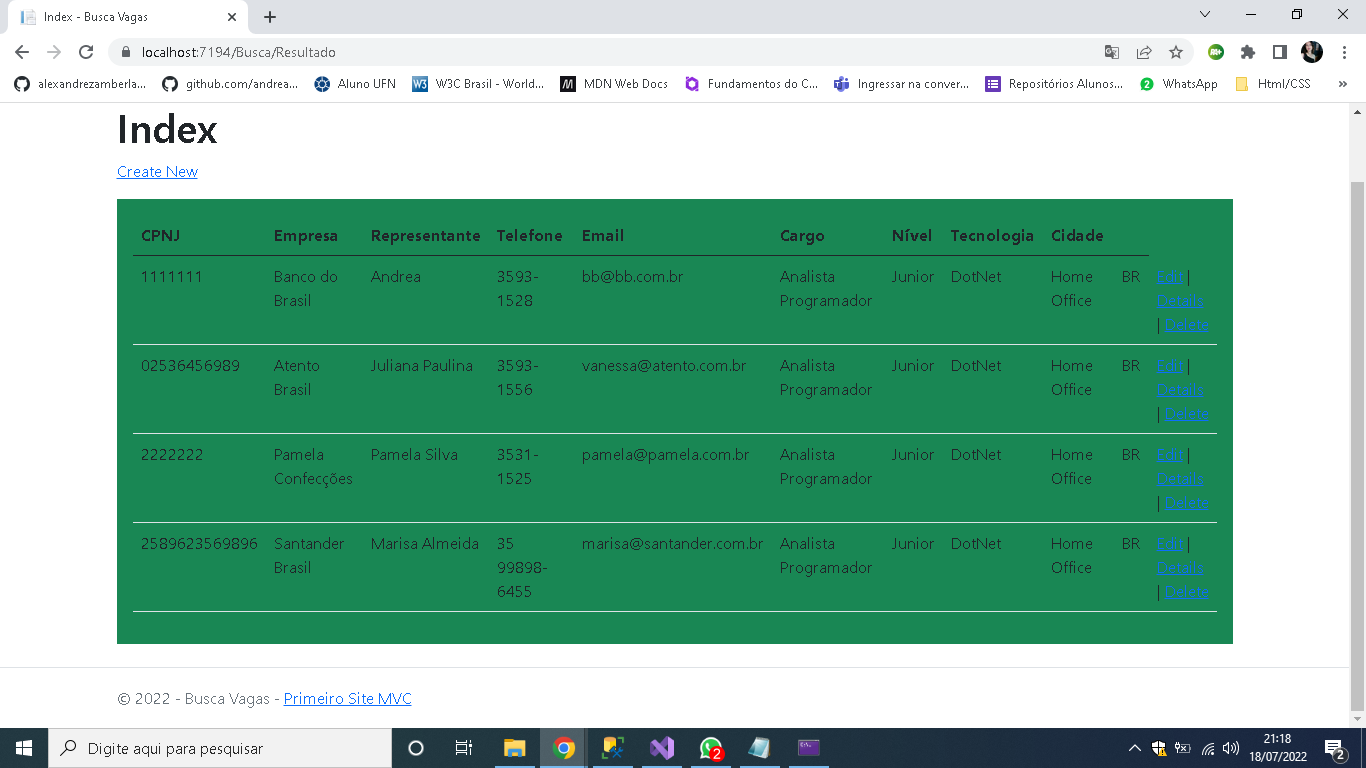 Index - Busca Vagas
localhost:7194/Busca/Resultado
alexandrezamberla... github.com/andrea... Aluno UFN W3C Brasil - World... MDN Web Docs Fundamentos do C... Ingressar na conver... Repositórios Alunos... 2 WhatsApp Html/CSS »
Index
Create New
CPNJ Empresa Representante Telefone Email Cargo Nível Tecnologia Cidade
1111111 Banco do Andrea 3593- bb@bb.com.br Analista Junior DotNet Home BR Edit |
Brasil 1528 Programador Office Details
| Delete
02536456989 Atento Juliana Paulina 3593- vanessa@atento.com.br Analista Junior DotNet Home BR Edit |
Brasil 1556 Programador Office Details
| Delete
2222222 Pamela Pamela Silva 3531- pamela@pamela.com.br Analista Junior DotNet Home BR Edit |
Confecções 1525 Programador Office Details
| Delete
2589623569896 Santander Marisa Almeida 35 marisa@santander.com.br Analista Junior DotNet Home BR Edit |
Brasil 99898- Programador Office Details
6455 | Delete
© 2022 - Busca Vagas - Primeiro Site MVC
Digite aqui para pesquisar 2 21:18
18/07/2022 2